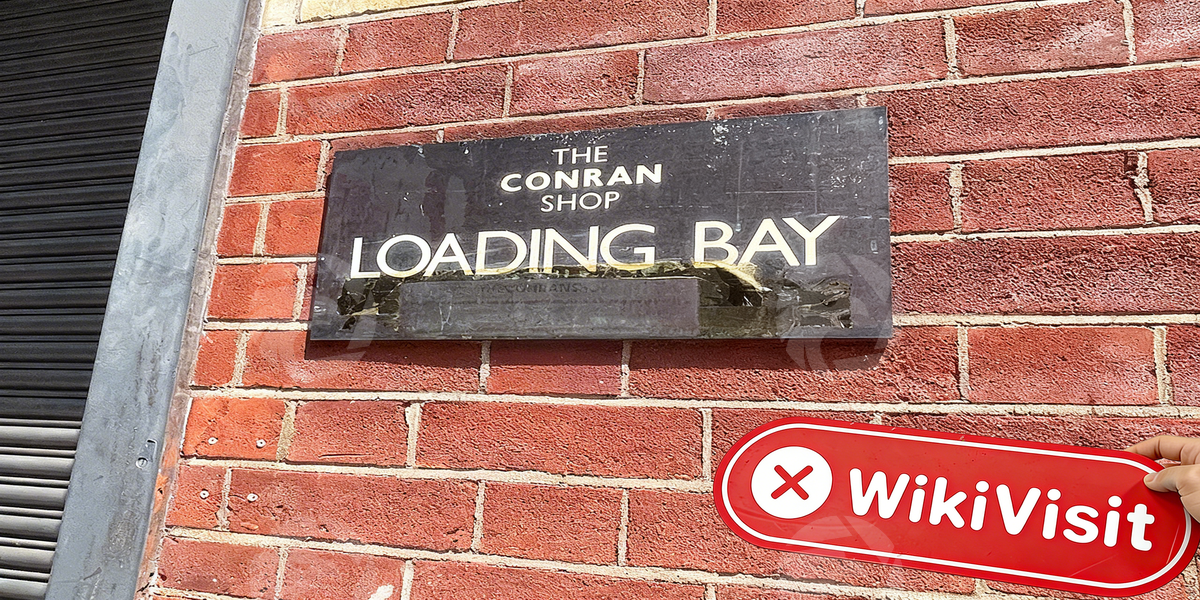 THE
CONRAN
SHOP
LOADING BAY
WikiVisit